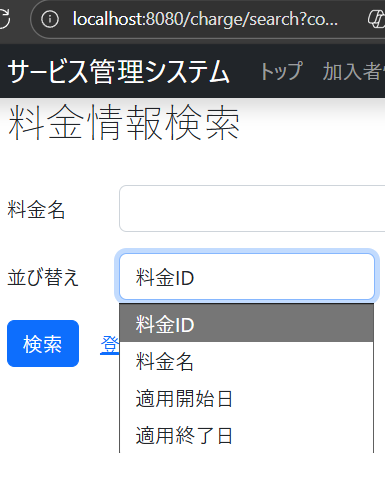 localhost:8080/charge/search?co...
サービス管理システム トップ 加入者
料金情報検索
料金名
並び替え 料金ID
料金ID
検索 登
料金名
適用開始日
適用終了日